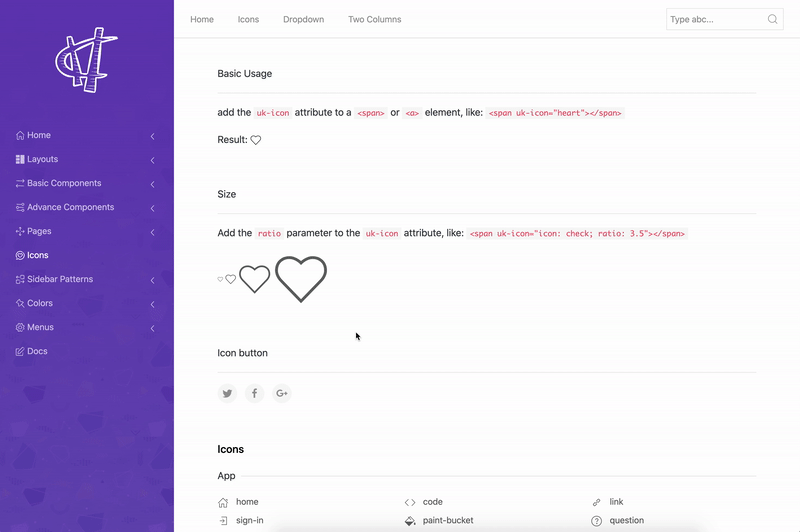 Home Icons Dropdown Two Columns
Type abc...
Home
Layouts
Basic Components
Advance Components
Pages
Icons
Sidebar Patterns
Colors
Menus
Docs
Basic Usage
add the uk-icon attribute to a <span> or <a> element, like: <span uk-icon="heart"></span>
Result:
Size
Add the ratio parameter to the uk-icon attribute, like: <span uk-icon="icon: check; ratio: 3.5"></span>
Icon button
Icons
App
home code link
sign-in paint-bucket question